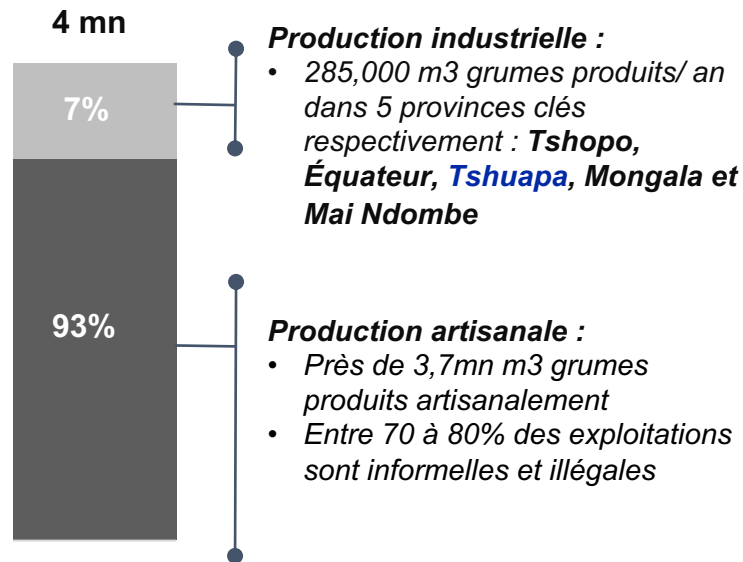 4 mn
7%
93%
Production industrielle :
• 285,000 m3 grumes produits/ an
dans 5 provinces clés
respectivement : Tshopo,
Équateur, Tshuapa, Mongala et
Mai Ndombe
Production artisanale :
• Près de 3,7mn m3 grumes
produits artisanalement
• Entre 70 à 80% des exploitations
sont informelles et illégales